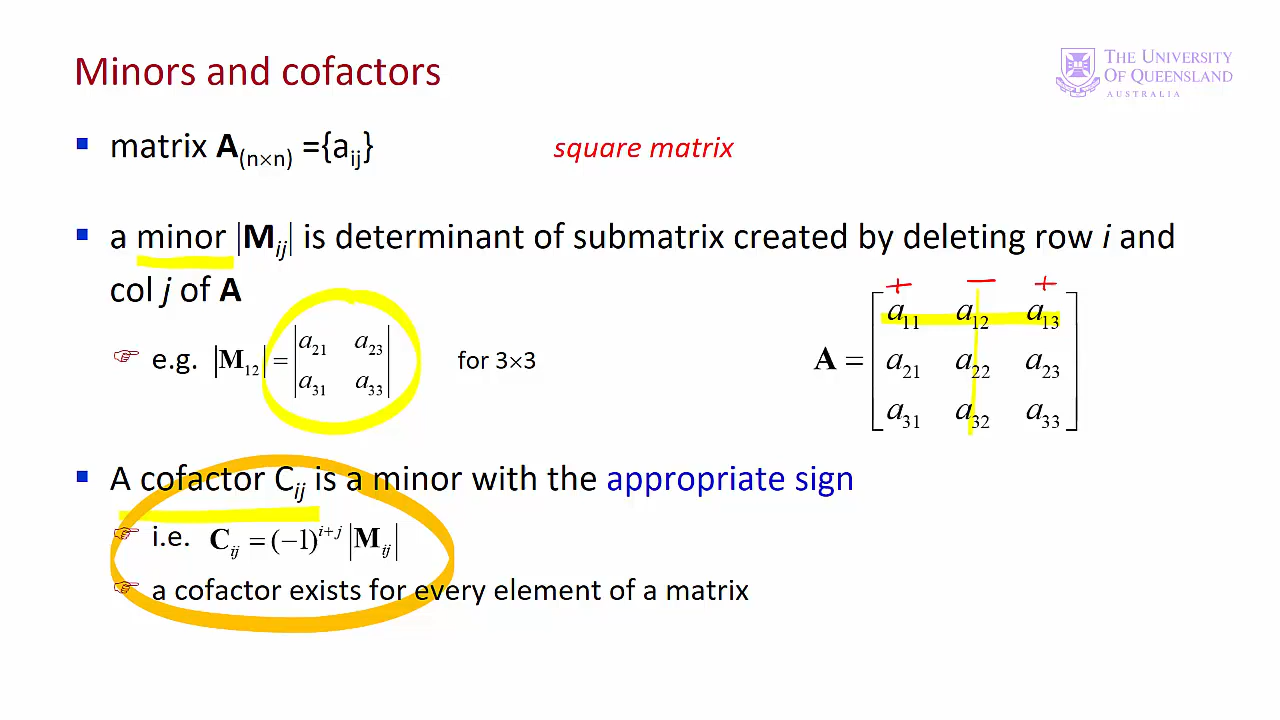 Minors and cofactors
THE UNIVERSITY
OF QUEENSLAND
AUSTRALIA
▪ matrix A(n×n) ={aij} square matrix
▪ a minor |Mij| is determinant of submatrix created by deleting row i and
col j of A
+ − +
☞ e.g. |M12| = |a21 a23; a31 a33| for 3×3
A = [a11 a12 a13
a21 a22 a23
a31 a32 a33]
▪ A cofactor Cij is a minor with the appropriate sign
☞ i.e. Cij = (−1)^i+j |Mij|
☞ a cofactor exists for every element of a matrix